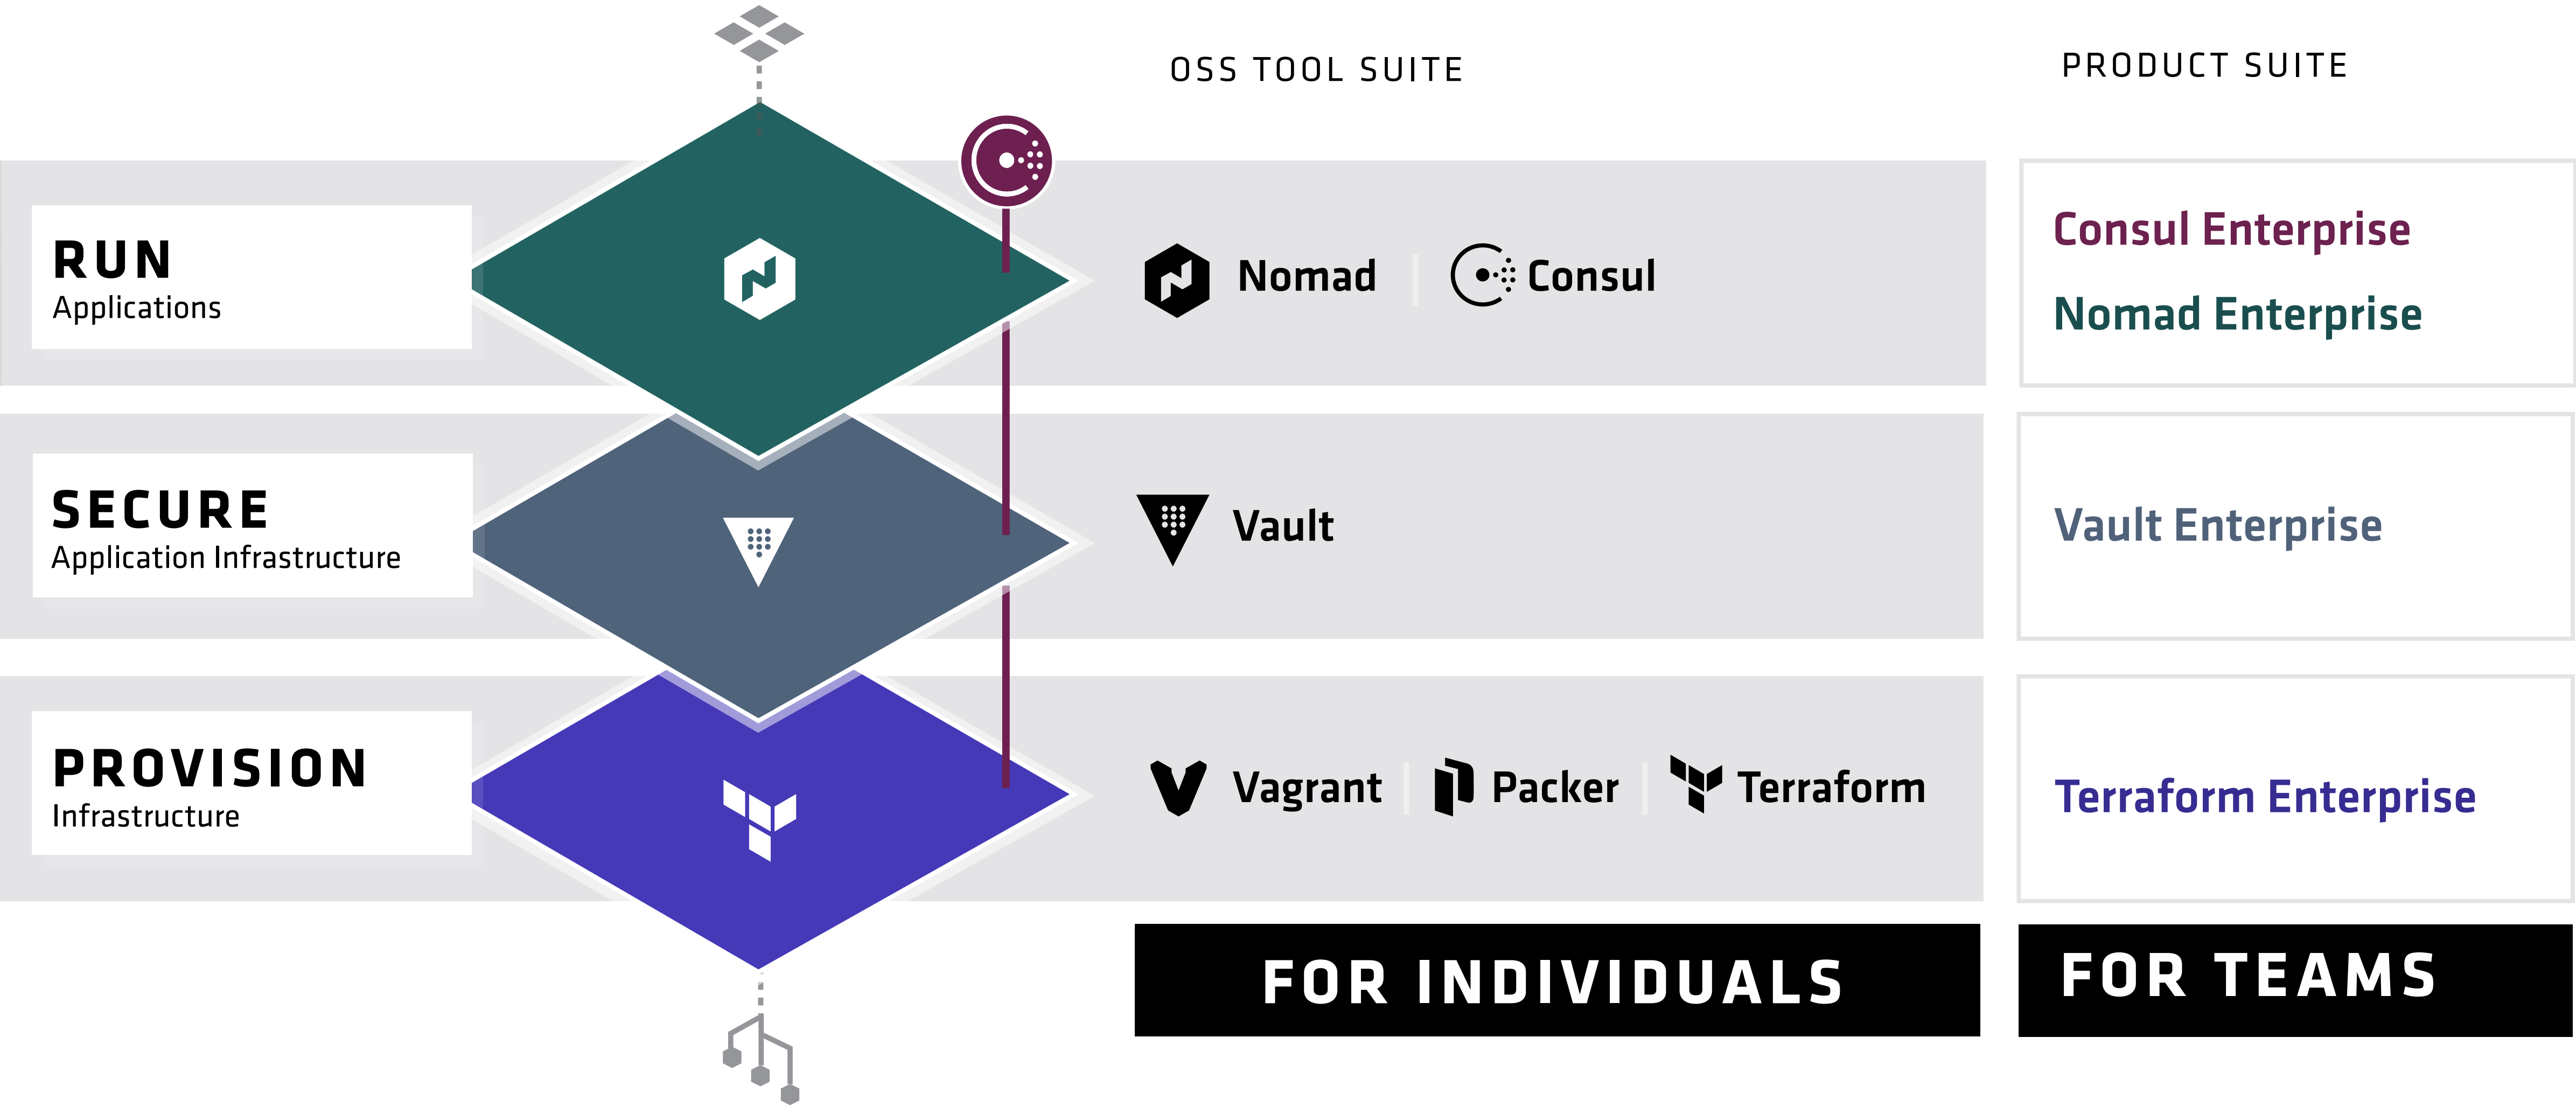 OSS TOOL SUITE
PRODUCT SUITE
RUN
Applications
Nomad
Consul
Consul Enterprise
Nomad Enterprise
SECURE
Application Infrastructure
Vault
Vault Enterprise
PROVISION
Infrastructure
Vagrant
Packer
Terraform
Terraform Enterprise
FOR INDIVIDUALS
FOR TEAMS